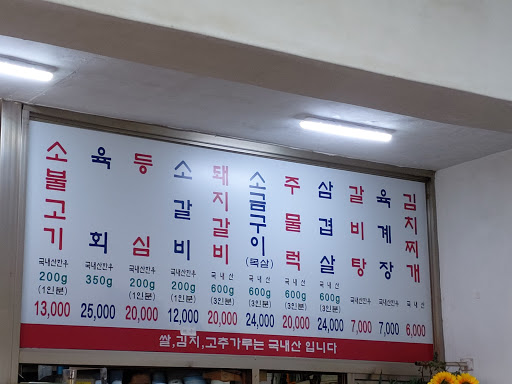 소불고기
국내산한우
200g
(1인분)
13,000
육회
국내산한우
350g
25,000
등심
국내산한우
200g
(1인분)
20,000
소갈비
국내산한우
200g
(1인분)
12,000
돼지갈비
국내산
600g
(3인분)
20,000
소금구이
(목살)
국내산
600g
(3인분)
24,000
주물럭
국내산
600g
(3인분)
20,000
삼겹살
국내산
600g
(3인분)
24,000
갈비탕
국내산한우
7,000
육계장
국내산한우
7,000
김치찌개
국내산
6,000
쌀,김치,고추가루는 국내산 입니다